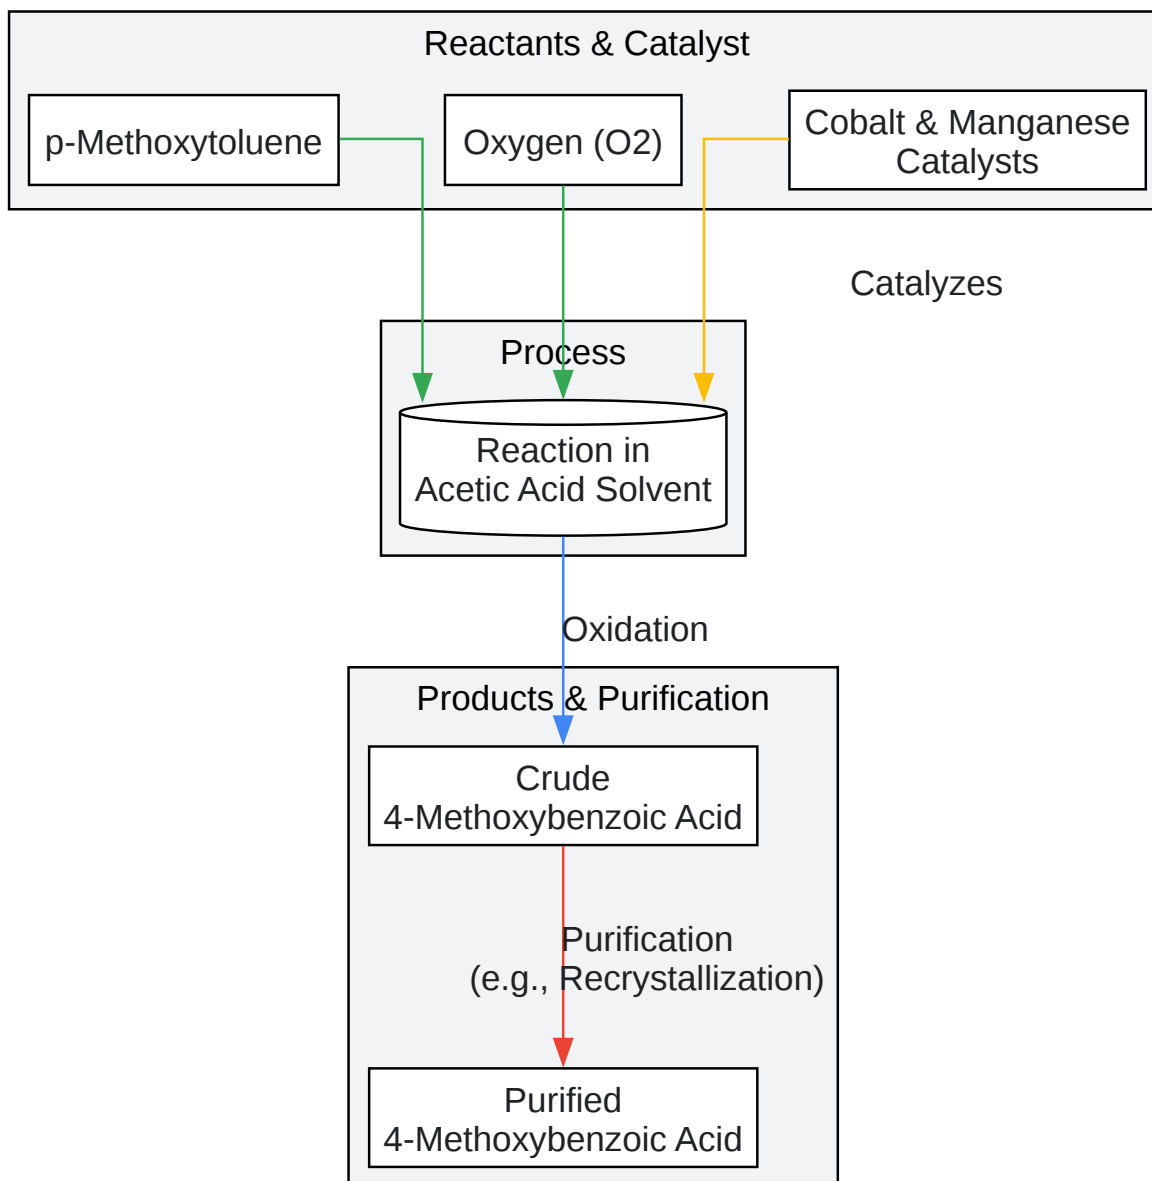 Reactants & Catalyst
p-Methoxytoluene
Oxygen (O2)
Cobalt & Manganese
Catalysts
Catalyzes
Process
Reaction in
Acetic Acid Solvent
Oxidation
Products & Purification
Crude
4-Methoxybenzoic Acid
Purification
(e.g., Recrystallization)
Purified
4-Methoxybenzoic Acid